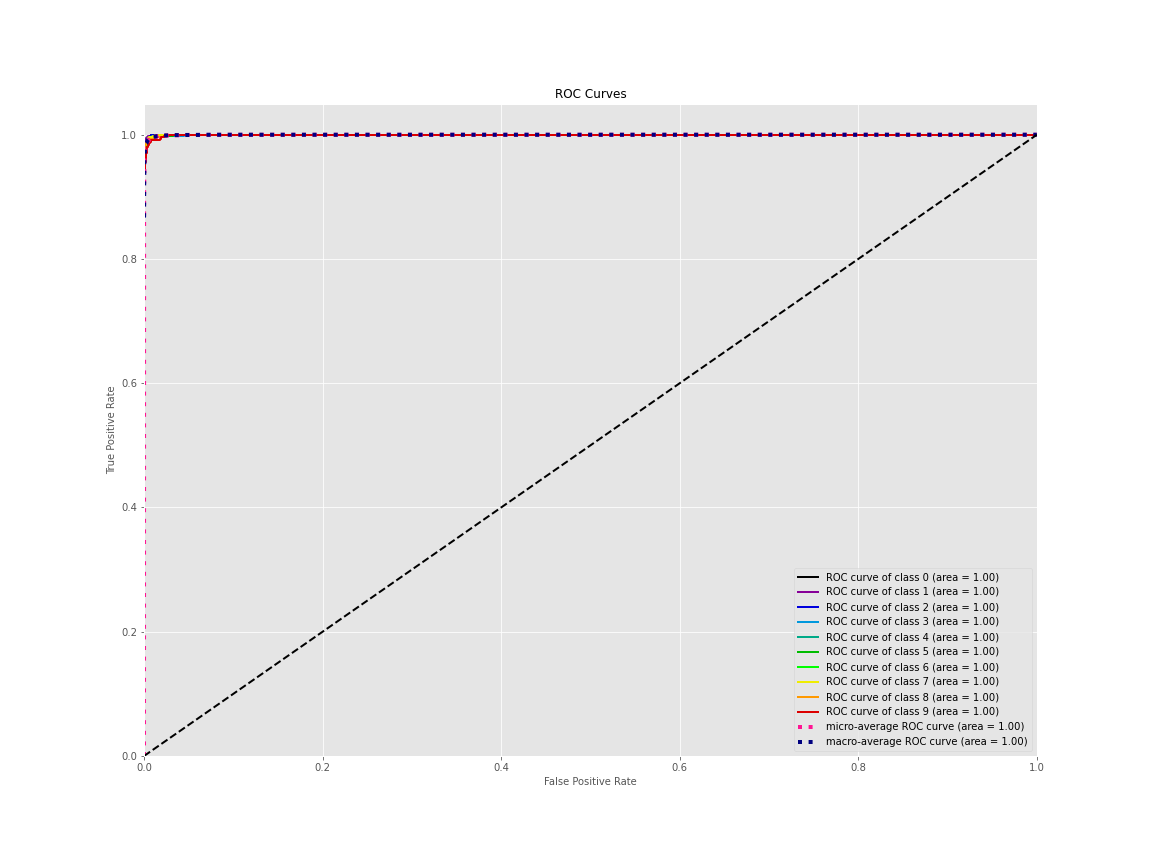 ROC Curves
True Positive Rate
1.0
0.8
0.6
0.4
0.2
0.0
0.0 0.2 0.4 0.6 0.8 1.0
False Positive Rate
ROC curve of class 0 (area = 1.00)
ROC curve of class 1 (area = 1.00)
ROC curve of class 2 (area = 1.00)
ROC curve of class 3 (area = 1.00)
ROC curve of class 4 (area = 1.00)
ROC curve of class 5 (area = 1.00)
ROC curve of class 6 (area = 1.00)
ROC curve of class 7 (area = 1.00)
ROC curve of class 8 (area = 1.00)
ROC curve of class 9 (area = 1.00)
micro-average ROC curve (area = 1.00)
macro-average ROC curve (area = 1.00)